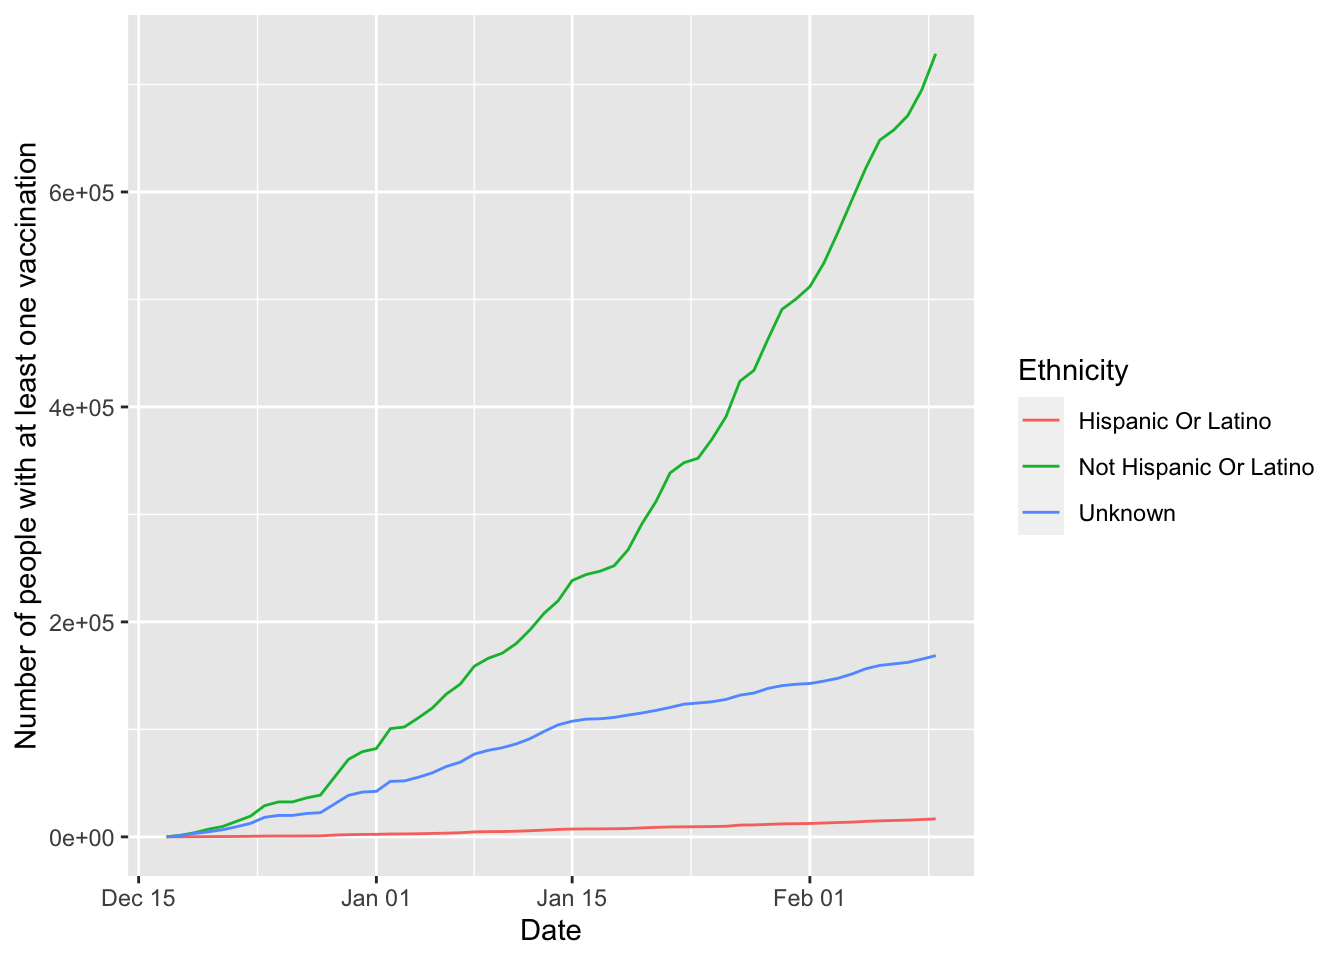 Number of people with at least one vaccination
6e+05
4e+05
2e+05
0e+00
Dec 15
Jan 01
Jan 15
Feb 01
Date
Ethnicity
Hispanic Or Latino
Not Hispanic Or Latino
Unknown